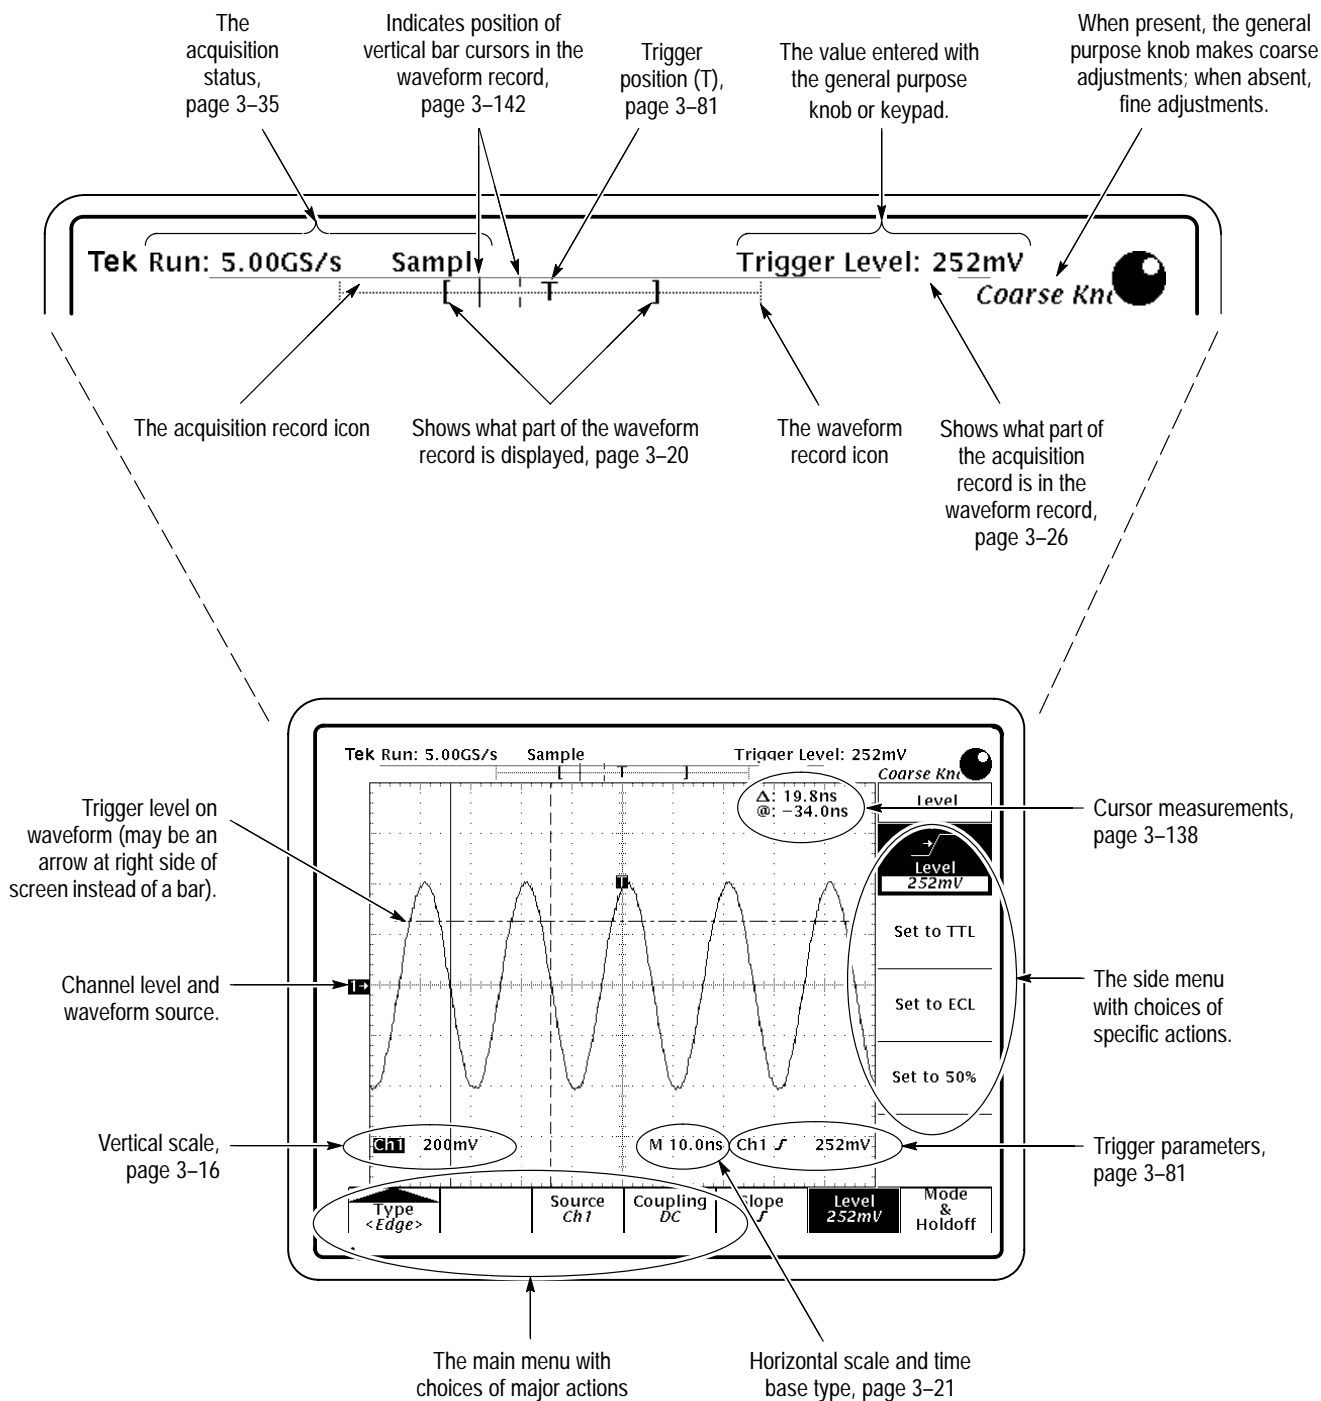 The
acquisition
status,
page 3–35
Indicates position of
vertical bar cursors in the
waveform record,
page 3–142
Trigger
position (T),
page 3–81
The value entered with
the general purpose
knob or keypad.
When present, the general
purpose knob makes coarse
adjustments; when absent,
fine adjustments.
Tek Run: 5.00GS/s Sampl Trigger Level: 252mV
[ T ]
Coarse Kn
The acquisition record icon
Shows what part of the waveform
record is displayed, page 3–20
The waveform
record icon
Shows what part of
the acquisition
record is in the
waveform record,
page 3–26
Tek Run: 5.00GS/s Sample Trigger Level: 252mV
[ T ]
Coarse Kn
Δ: 19.8ns
@: −34.0ns
Level
Level
252mV
Set to TTL
Set to ECL
Set to 50%
T
1→
Ch1 200mV M 10.0ns Ch1 252mV
Type
<Edge>
Source
Ch1
Coupling
DC
Slope
Level
252mV
Mode
&
Holdoff
Trigger level on
waveform (may be an
arrow at right side of
screen instead of a bar).
Channel level and
waveform source.
Vertical scale,
page 3–16
Cursor measurements,
page 3–138
The side menu
with choices of
specific actions.
Trigger parameters,
page 3–81
The main menu with
choices of major actions
Horizontal scale and time
base type, page 3–21